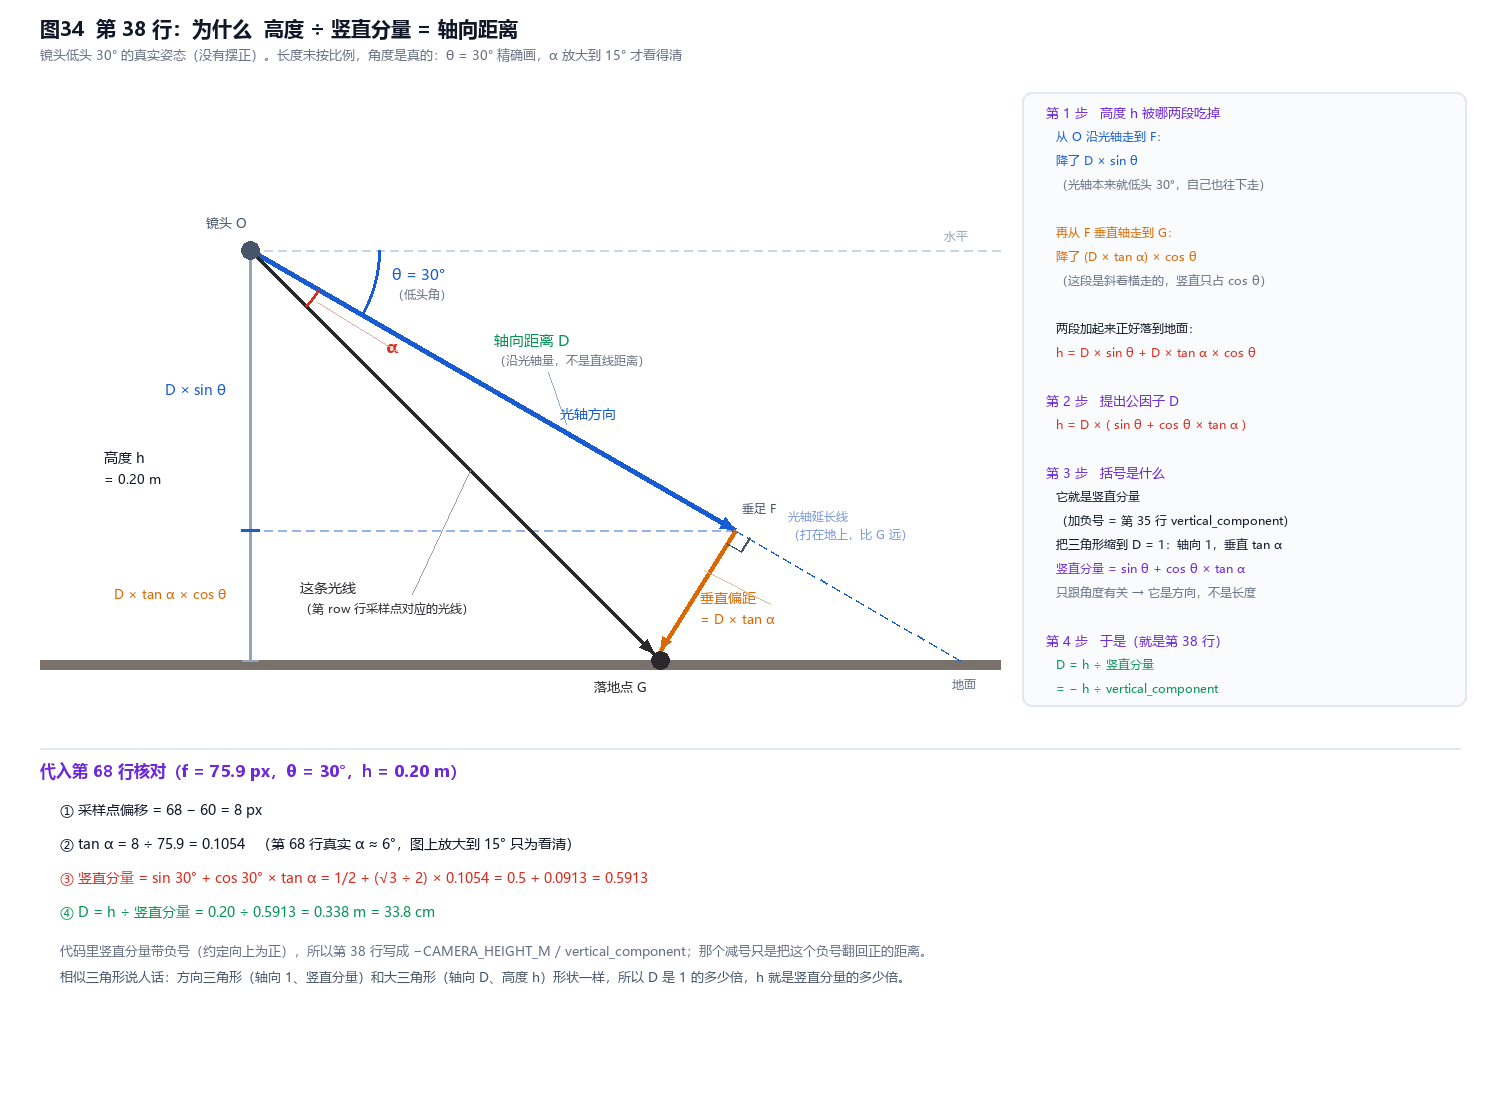 图34 第 38 行：为什么 高度 ÷ 竖直分量 = 轴向距离
镜头低头 30° 的真实姿态（没有摆正）。长度未按比例，角度是真的：θ = 30° 精确画，α 放大到 15° 才看得清
镜头 O
水平
θ = 30°
（低头角）
α
轴向距离 D
（沿光轴量，不是直线距离）
D × sin θ
光轴方向
高度 h
= 0.20 m
垂足 F
光轴延长线
（打在地上，比 G 远）
D × tan α × cos θ
这条光线
（第 row 行采样点对应的光线）
垂直偏距
= D × tan α
落地点 G
地面
第 1 步 高度 h 被哪两段吃掉
从 O 沿光轴走到 F：
降了 D × sin θ
（光轴本来就低头 30°，自己也往下走）
再从 F 垂直轴走到 G：
降了 (D × tan α) × cos θ
（这段是斜着横走的，竖直只占 cos θ）
两段加起来正好落到地面：
h = D × sin θ + D × tan α × cos θ
第 2 步 提出公因子 D
h = D × ( sin θ + cos θ × tan α )
第 3 步 括号是什么
它就是竖直分量
（加负号 = 第 35 行 vertical_component）
把三角形缩到 D = 1：轴向 1，垂直 tan α
竖直分量 = sin θ + cos θ × tan α
只跟角度有关 → 它是方向，不是长度
第 4 步 于是（就是第 38 行）
D = h ÷ 竖直分量
= − h ÷ vertical_component
代入第 68 行核对（f = 75.9 px，θ = 30°，h = 0.20 m）
① 采样点偏移 = 68 − 60 = 8 px
② tan α = 8 ÷ 75.9 = 0.1054 （第 68 行真实 α ≈ 6°，图上放大到 15° 只为看清）
③ 竖直分量 = sin 30° + cos 30° × tan α = 1/2 + (√3 ÷ 2) × 0.1054 = 0.5 + 0.0913 = 0.5913
④ D = h ÷ 竖直分量 = 0.20 ÷ 0.5913 = 0.338 m = 33.8 cm
代码里竖直分量带负号（约定向上为正），所以第 38 行写成 −CAMERA_HEIGHT_M / vertical_component；那个减号只是把这个负号翻回正的距离。
相似三角形说人话：方向三角形（轴向 1、竖直分量）和大三角形（轴向 D、高度 h）形状一样，所以 D 是 1 的多少倍，h 就是竖直分量的多少倍。